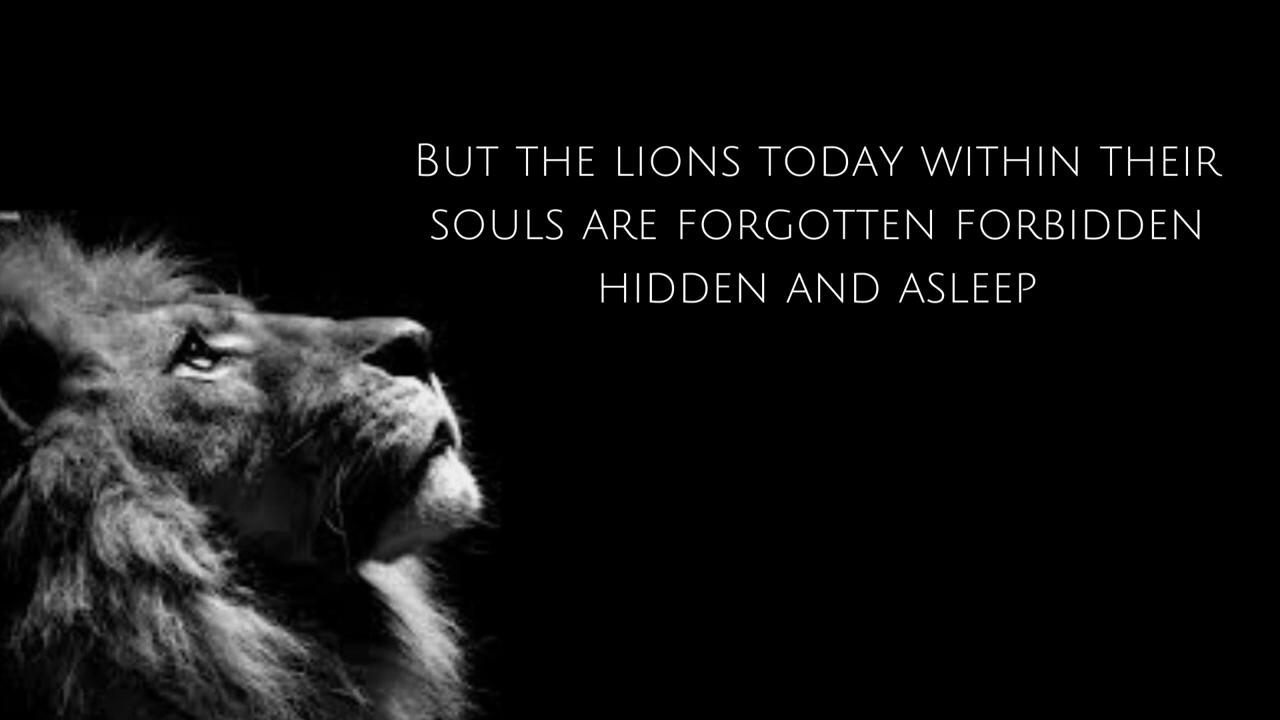 But the lions today within their
souls are forgotten forbidden
hidden and asleep